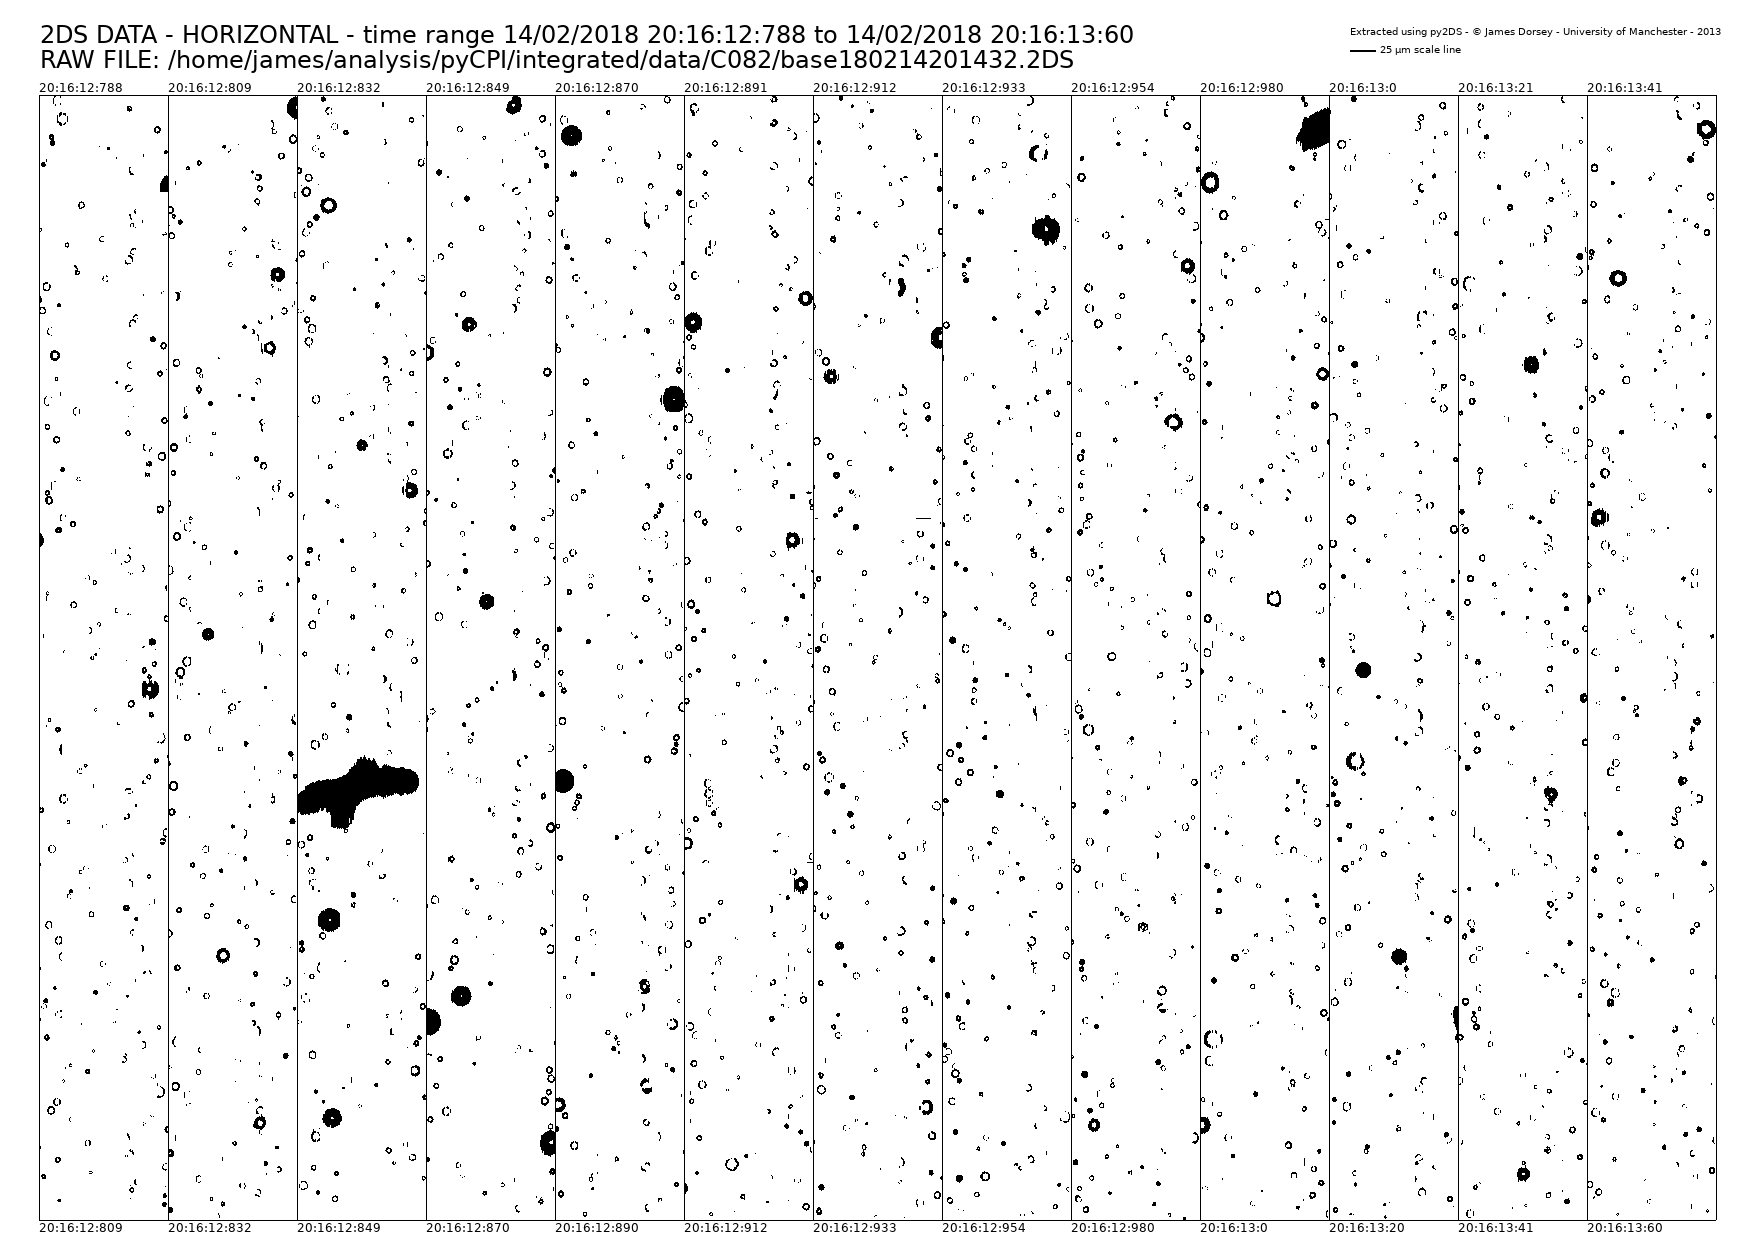 2DS DATA - HORIZONTAL - time range 14/02/2018 20:16:12:788 to 14/02/2018 20:16:13:60
RAW FILE: /home/james/analysis/pyCPI/integrated/data/C082/base180214201432.2DS
Extracted using py2DS - © James Dorsey - University of Manchester - 2013
25 µm scale line
20:16:12:788 20:16:12:809 20:16:12:832 20:16:12:849 20:16:12:870 20:16:12:891 20:16:12:912 20:16:12:933 20:16:12:954 20:16:12:980 20:16:13:0 20:16:13:21 20:16:13:41
20:16:12:809 20:16:12:832 20:16:12:849 20:16:12:870 20:16:12:890 20:16:12:912 20:16:12:933 20:16:12:954 20:16:12:980 20:16:13:0 20:16:13:20 20:16:13:41 20:16:13:60